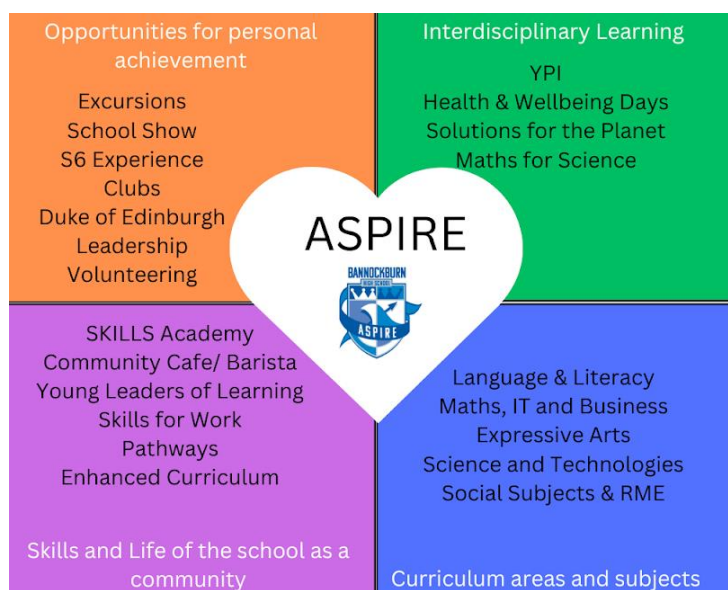 Opportunities for personal
achievement
Excursions
School Show
S6 Experience
Clubs
Duke of Edinburgh
Leadership
Volunteering
Interdisciplinary Learning
YPI
Health & Wellbeing Days
Solutions for the Planet
Maths for Science
ASPIRE
BANNOCKBURN
HIGH SCHOOL
ASPIRE
SKILLS Academy
Community Cafe/ Barista
Young Leaders of Learning
Skills for Work
Pathways
Enhanced Curriculum
Skills and Life of the school as a
community
Language & Literacy
Maths, IT and Business
Expressive Arts
Science and Technologies
Social Subjects & RME
Curriculum areas and subjects